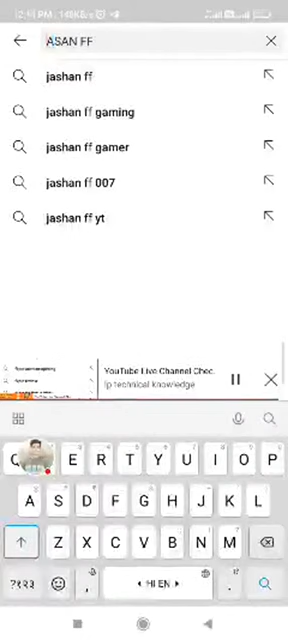 ASAN FF
jashan ff
jashan ff gaming
jashan ff gamer
jashan ff 007
jashan ff yt
YouTube Live Channel Chec.
lp technical knowledge
Q E R T Y U I O P
A S D F G H J K L
Z X C V B N M
?१२३ , HI EN .